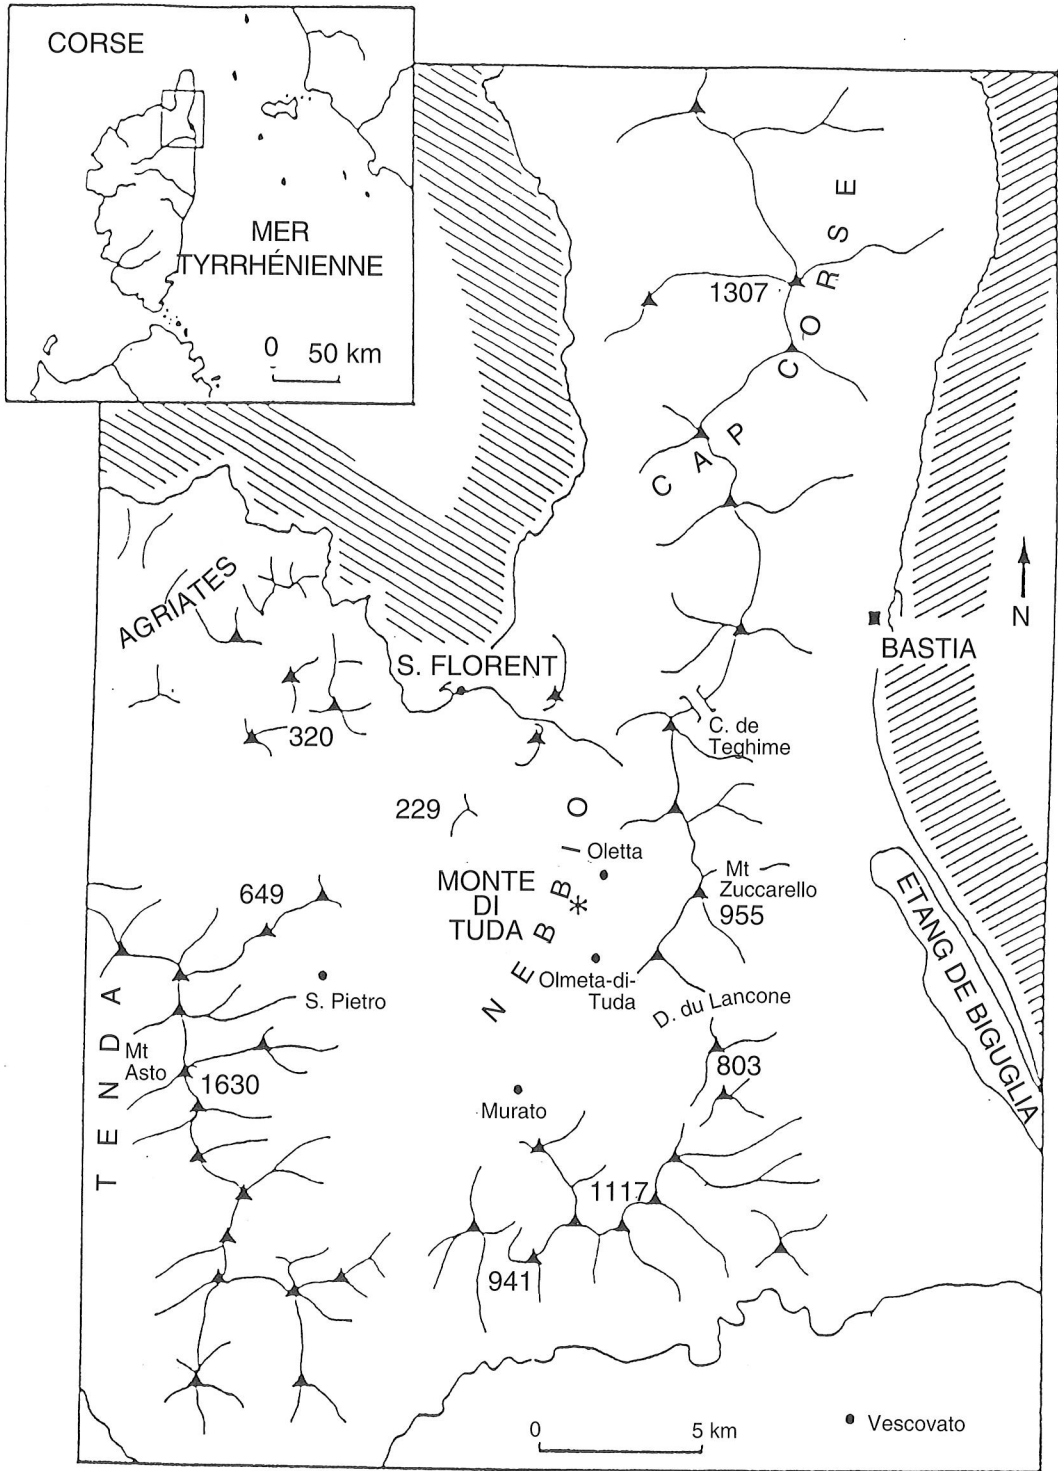 CORSE
MER
TYRRHÉNIENNE
0 50 km
CAP CORSE
1307
N
BASTIA
AGRIATES
S. FLORENT
C. de
Teghime
320
229
NEBBIO
Oletta
MONTE
DI
TUDA
*
Mt
Zuccarello
955
649
S. Pietro
Olmeta-di-
Tuda
D. du Lancone
ETANG DE BIGUGLIA
TENDA
Mt
Asto
1630
803
Murato
1117
941
0 5 km
Vescovato